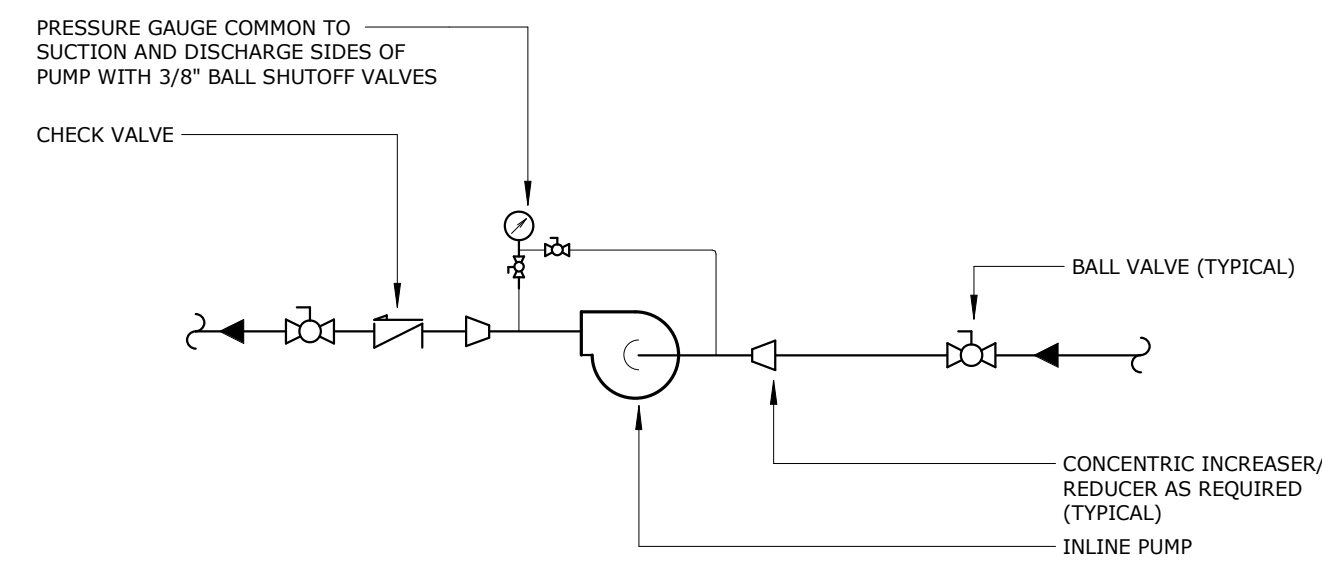 PRESSURE GAUGE COMMON TO
SUCTION AND DISCHARGE SIDES OF
PUMP WITH 3/8" BALL SHUTOFF VALVES
CHECK VALVE
BALL VALVE (TYPICAL)
CONCENTRIC INCREASER/
REDUCER AS REQUIRED
(TYPICAL)
INLINE PUMP